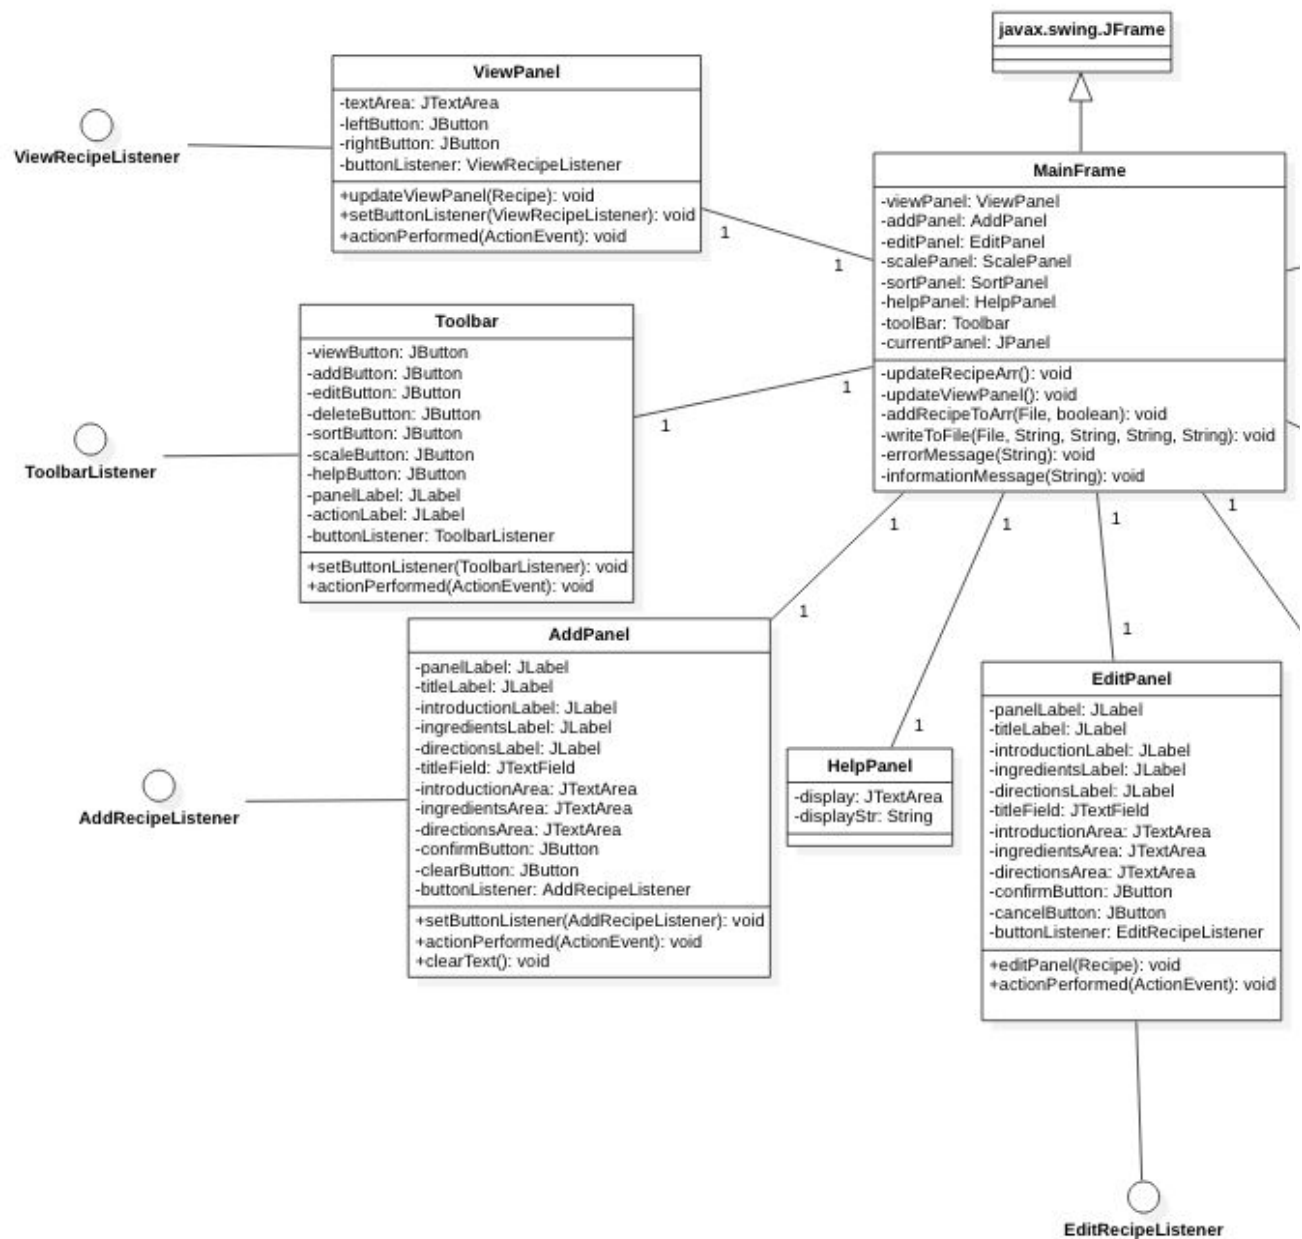 javax.swing.JFrame
ViewPanel
-textArea: JTextArea
-leftButton: JButton
-rightButton: JButton
-buttonListener: ViewRecipeListener
+updateViewPanel(Recipe): void
+setButtonListener(ViewRecipeListener): void
+actionPerformed(ActionEvent): void
ViewRecipeListener
MainFrame
-viewPanel: ViewPanel
-addPanel: AddPanel
-editPanel: EditPanel
-scalePanel: ScalePanel
-sortPanel: SortPanel
-helpPanel: HelpPanel
-toolBar: Toolbar
-currentPanel: JPanel
-updateRecipeArr(): void
-updateViewPanel(): void
-addRecipeToArr(File, boolean): void
-writeToFile(File, String, String, String, String): void
-errorMessage(String): void
-informationMessage(String): void
1
1
Toolbar
-viewButton: JButton
-addButton: JButton
-editButton: JButton
-deleteButton: JButton
-sortButton: JButton
-scaleButton: JButton
-helpButton: JButton
-panelLabel: JLabel
-actionLabel: JLabel
-buttonListener: ToolbarListener
+setButtonListener(ToolbarListener): void
+actionPerformed(ActionEvent): void
ToolbarListener
1
1
1
1
1
1
AddPanel
-panelLabel: JLabel
-titleLabel: JLabel
-introductionLabel: JLabel
-ingredientsLabel: JLabel
-directionsLabel: JLabel
-titleField: JTextField
-introductionArea: JTextArea
-ingredientsArea: JTextArea
-directionsArea: JTextArea
-confirmButton: JButton
-clearButton: JButton
-buttonListener: AddRecipeListener
+setButtonListener(AddRecipeListener): void
+actionPerformed(ActionEvent): void
+clearText(): void
AddRecipeListener
1
1
1
HelpPanel
-display: JTextArea
-displayStr: String
EditPanel
-panelLabel: JLabel
-titleLabel: JLabel
-introductionLabel: JLabel
-ingredientsLabel: JLabel
-directionsLabel: JLabel
-titleField: JTextField
-introductionArea: JTextArea
-ingredientsArea: JTextArea
-directionsArea: JTextArea
-confirmButton: JButton
-cancelButton: JButton
-buttonListener: EditRecipeListener
+editPanel(Recipe): void
+actionPerformed(ActionEvent): void
EditRecipeListener